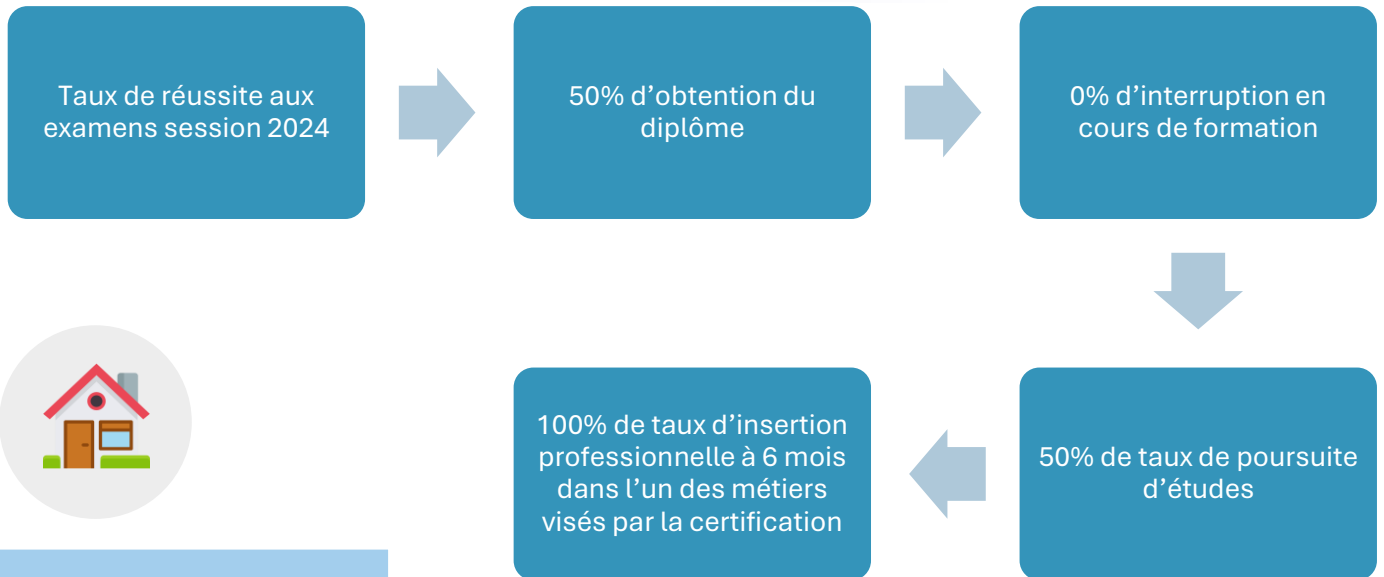 Taux de réussite aux
examens session 2024
50% d’obtention du
diplôme
0% d’interruption en
cours de formation
50% de taux de poursuite
d’études
100% de taux d’insertion
professionnelle à 6 mois
dans l’un des métiers
visés par la certification